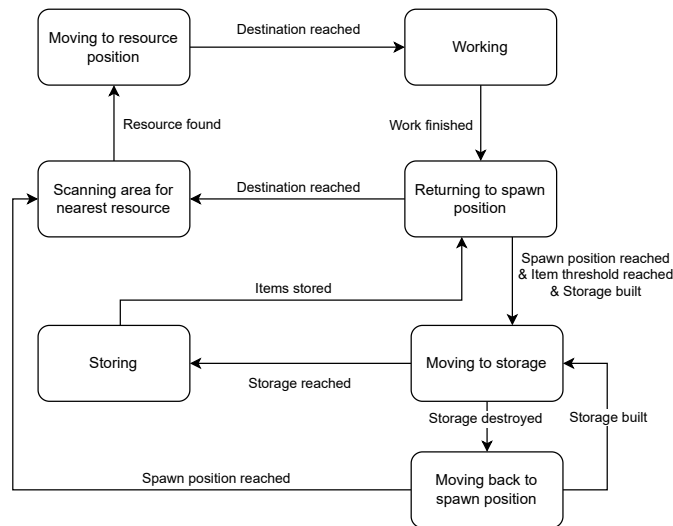 Moving to resource
position
Destination reached
Working
Resource found
Work finished
Scanning area for
nearest resource
Destination reached
Returning to spawn
position
Spawn position reached
& Item threshold reached
& Storage built
Items stored
Storing
Storage reached
Moving to storage
Storage destroyed
Storage built
Spawn position reached
Moving back to
spawn position